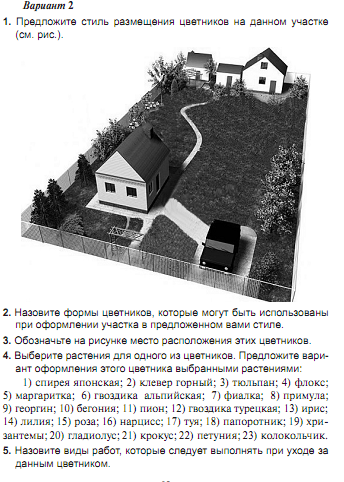 Вариант 2
1. Предложите стиль размещения цветников на данном участке
(см. рис.).
2. Назовите формы цветников, которые могут быть использованы
при оформлении участка в предложенном вами стиле.
3. Обозначьте на рисунке место расположения этих цветников.
4. Выберите растения для одного из цветников. Предложите вари-
ант оформления этого цветника выбранными растениями:
1) спирея японская; 2) клевер горный; 3) тюльпан; 4) флокс;
5) маргаритка; 6) гвоздика альпийская; 7) фиалка; 8) примула;
9) георгин; 10) бегония; 11) пион; 12) гвоздика турецкая; 13) ирис;
14) лилия; 15) роза; 16) нарцисс; 17) туя; 18) папоротник; 19) хри-
зантемы; 20) гладиолус; 21) крокус; 22) петуния; 23) колокольчик.
5. Назовите виды работ, которые следует выполнять при уходе за
данным цветником.